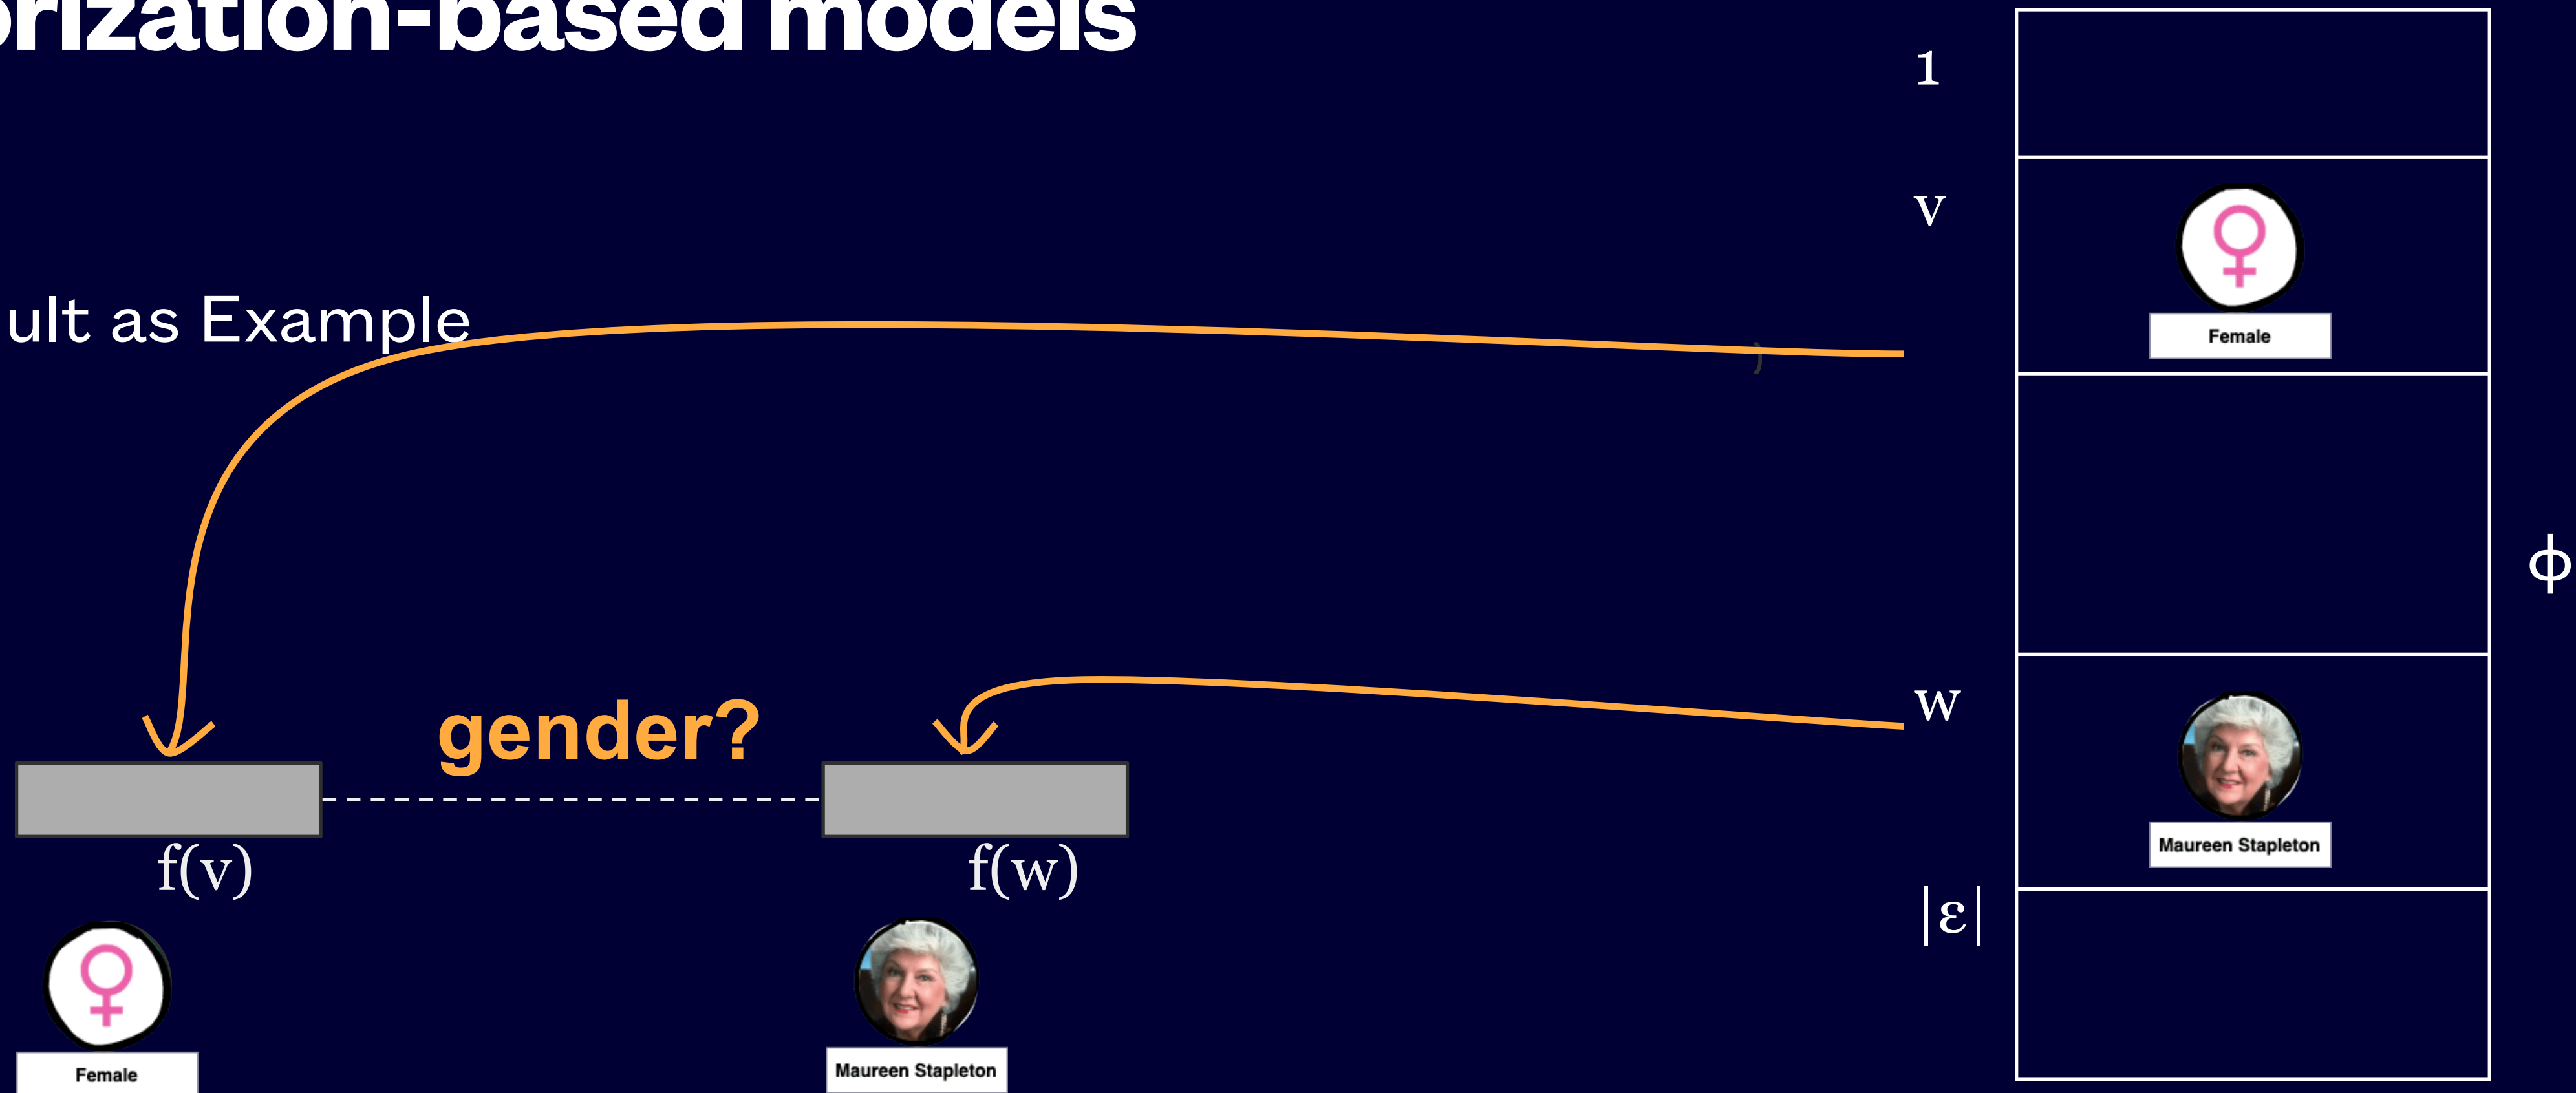 orization-based models
1
v
Female
ult as Example
)
ϕ
gender?
w
f(v)
f(w)
Maureen Stapleton
|ε|
Female
Maureen Stapleton